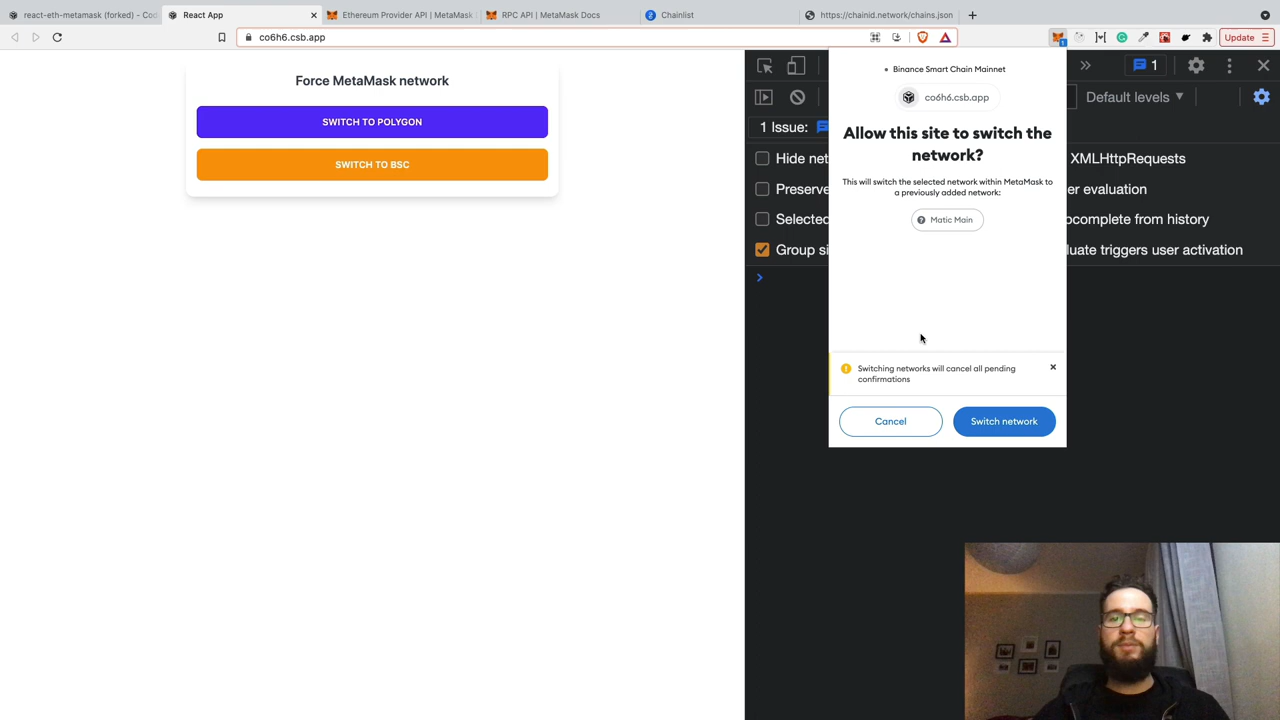 react-eth-metamask (forked) - Cod
React App
Ethereum Provider API | MetaMask
RPC API | MetaMask Docs
Chainlist
https://chainid.network/chains.json
co6h6.csb.app
1
Update
Force MetaMask network
SWITCH TO POLYGON
SWITCH TO BSC
1
Default levels
1 Issue:
Hide net
XMLHttpRequests
Preserve
er evaluation
Selected
ocomplete from history
Group si
luate triggers user activation
Binance Smart Chain Mainnet
co6h6.csb.app
Allow this site to switch the
network?
This will switch the selected network within MetaMask to
a previously added network:
Matic Main
Switching networks will cancel all pending
confirmations
Cancel
Switch network